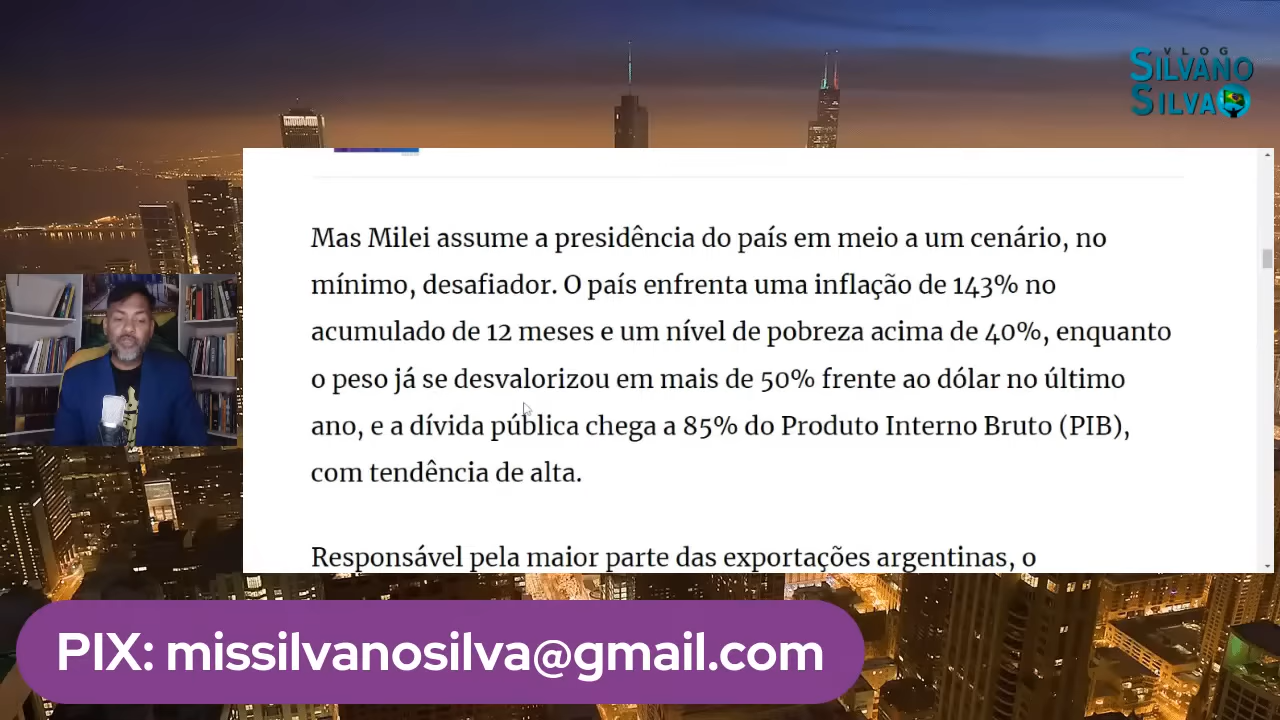 VLOG
SILVANO
SILVA
Mas Milei assume a presidência do país em meio a um cenário, no
mínimo, desafiador. O país enfrenta uma inflação de 143% no
acumulado de 12 meses e um nível de pobreza acima de 40%, enquanto
o peso já se desvalorizou em mais de 50% frente ao dólar no último
ano, e a dívida pública chega a 85% do Produto Interno Bruto (PIB),
com tendência de alta.
Responsável pela maior parte das exportações argentinas, o
PIX: missilvanosilva@gmail.com